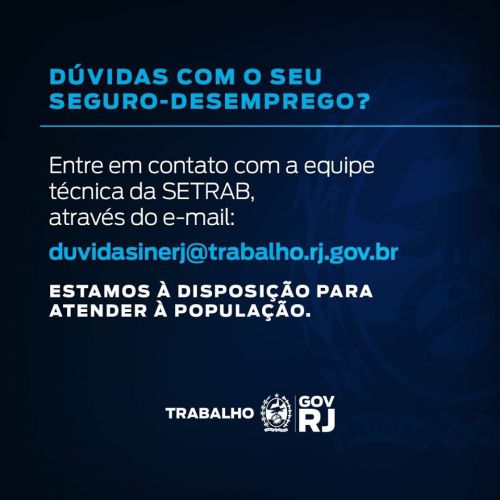 DÚVIDAS COM O SEU
SEGURO-DESEMPREGO?
Entre em contato com a equipe
técnica da SETRAB,
através do e-mail:
duvidasinerj@trabalho.rj.gov.br
ESTAMOS À DISPOSIÇÃO PARA
ATENDER À POPULAÇÃO.
TRABALHO
GOV
RJ